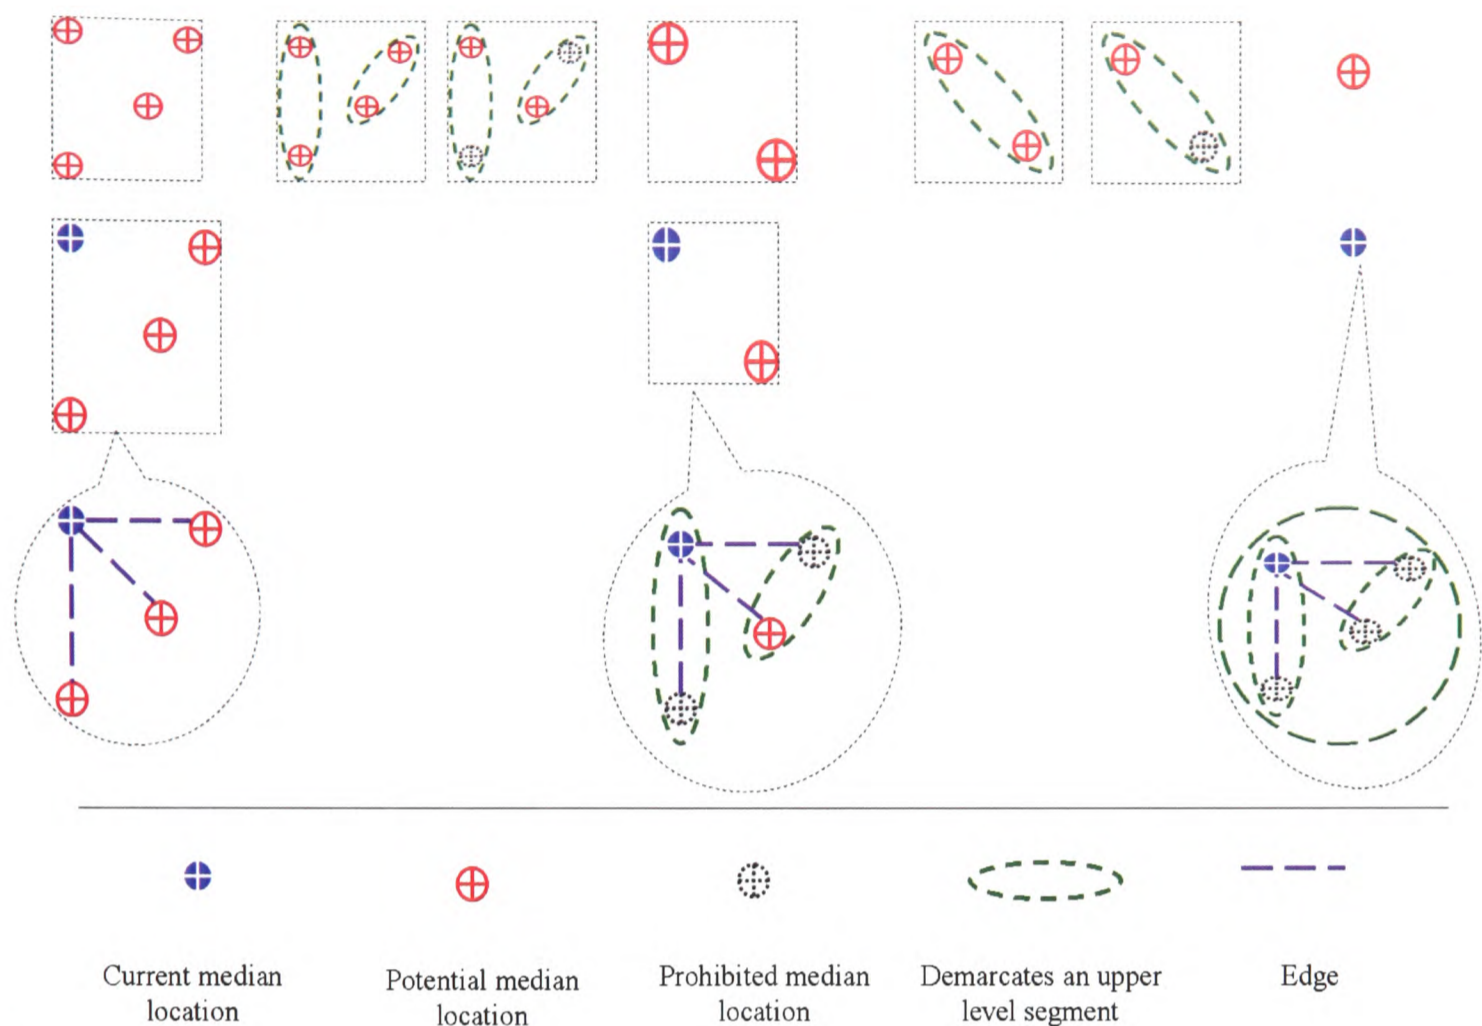 Current median
location
Potential median
location
Prohibited median
location
Demarcates an upper
level segment
Edge